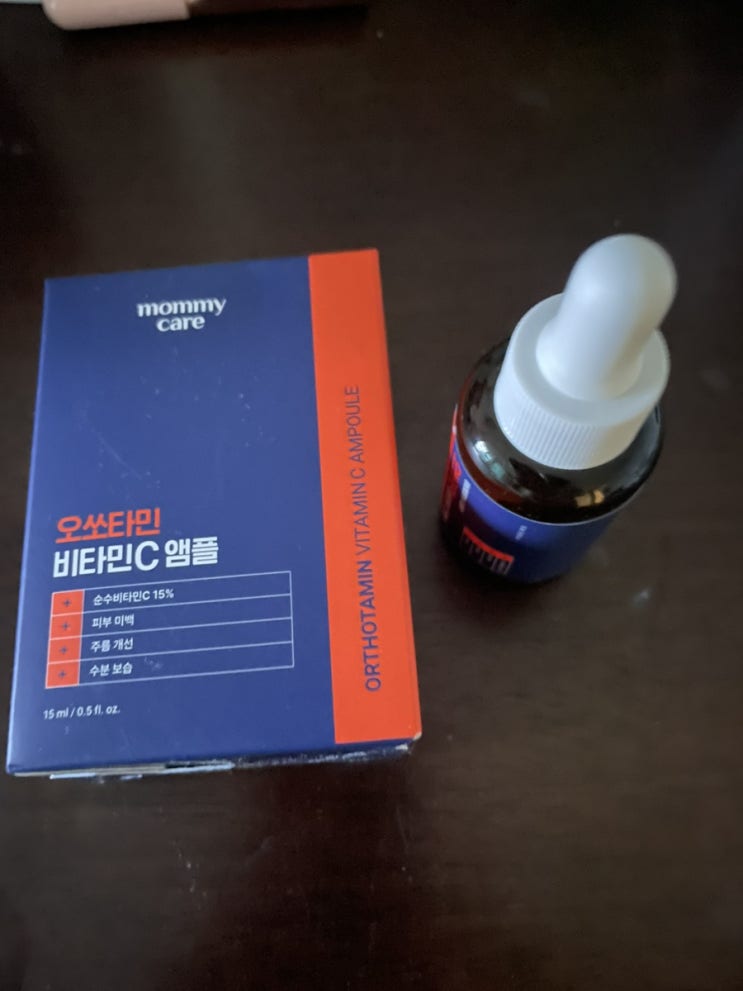 mommy
care
오쏘타민
비타민C 앰플
+ 순수비타민C 15%
+ 피부 미백
+ 주름 개선
+ 수분 보습
15 ml / 0.5 fl. oz.
ORTHOTAMIN VITAMIN C AMPOULE